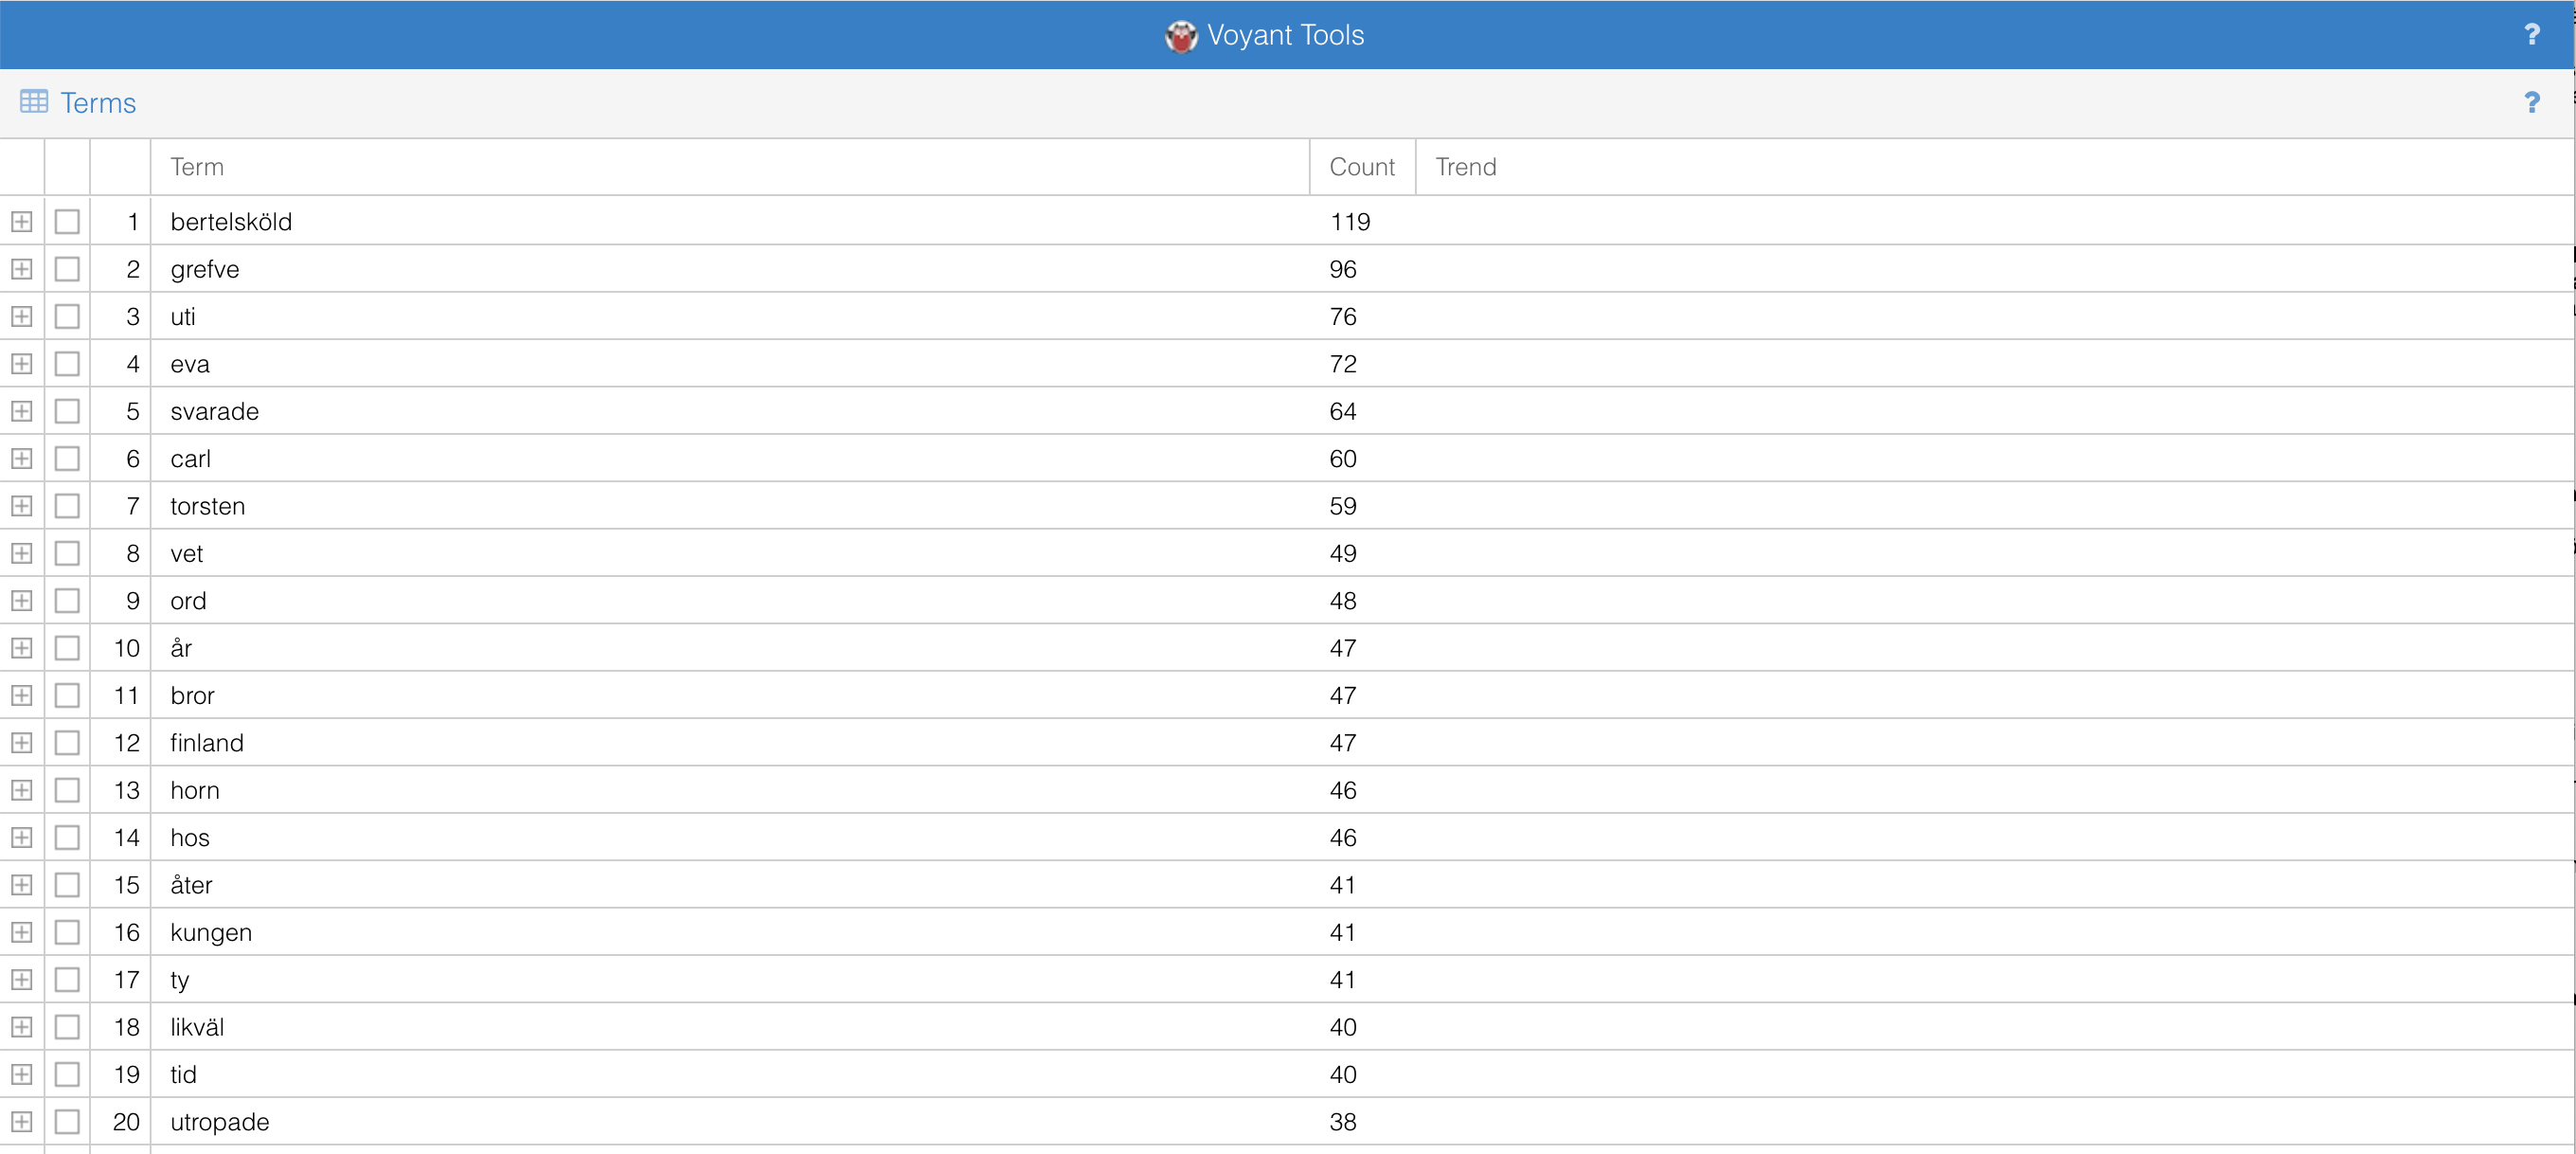 Voyant Tools ?
Terms ?
Term Count Trend
1 bertelsköld 119
2 grefve 96
3 uti 76
4 eva 72
5 svarade 64
6 carl 60
7 torsten 59
8 vet 49
9 ord 48
10 år 47
11 bror 47
12 finland 47
13 horn 46
14 hos 46
15 åter 41
16 kungen 41
17 ty 41
18 likväl 40
19 tid 40
20 utropade 38